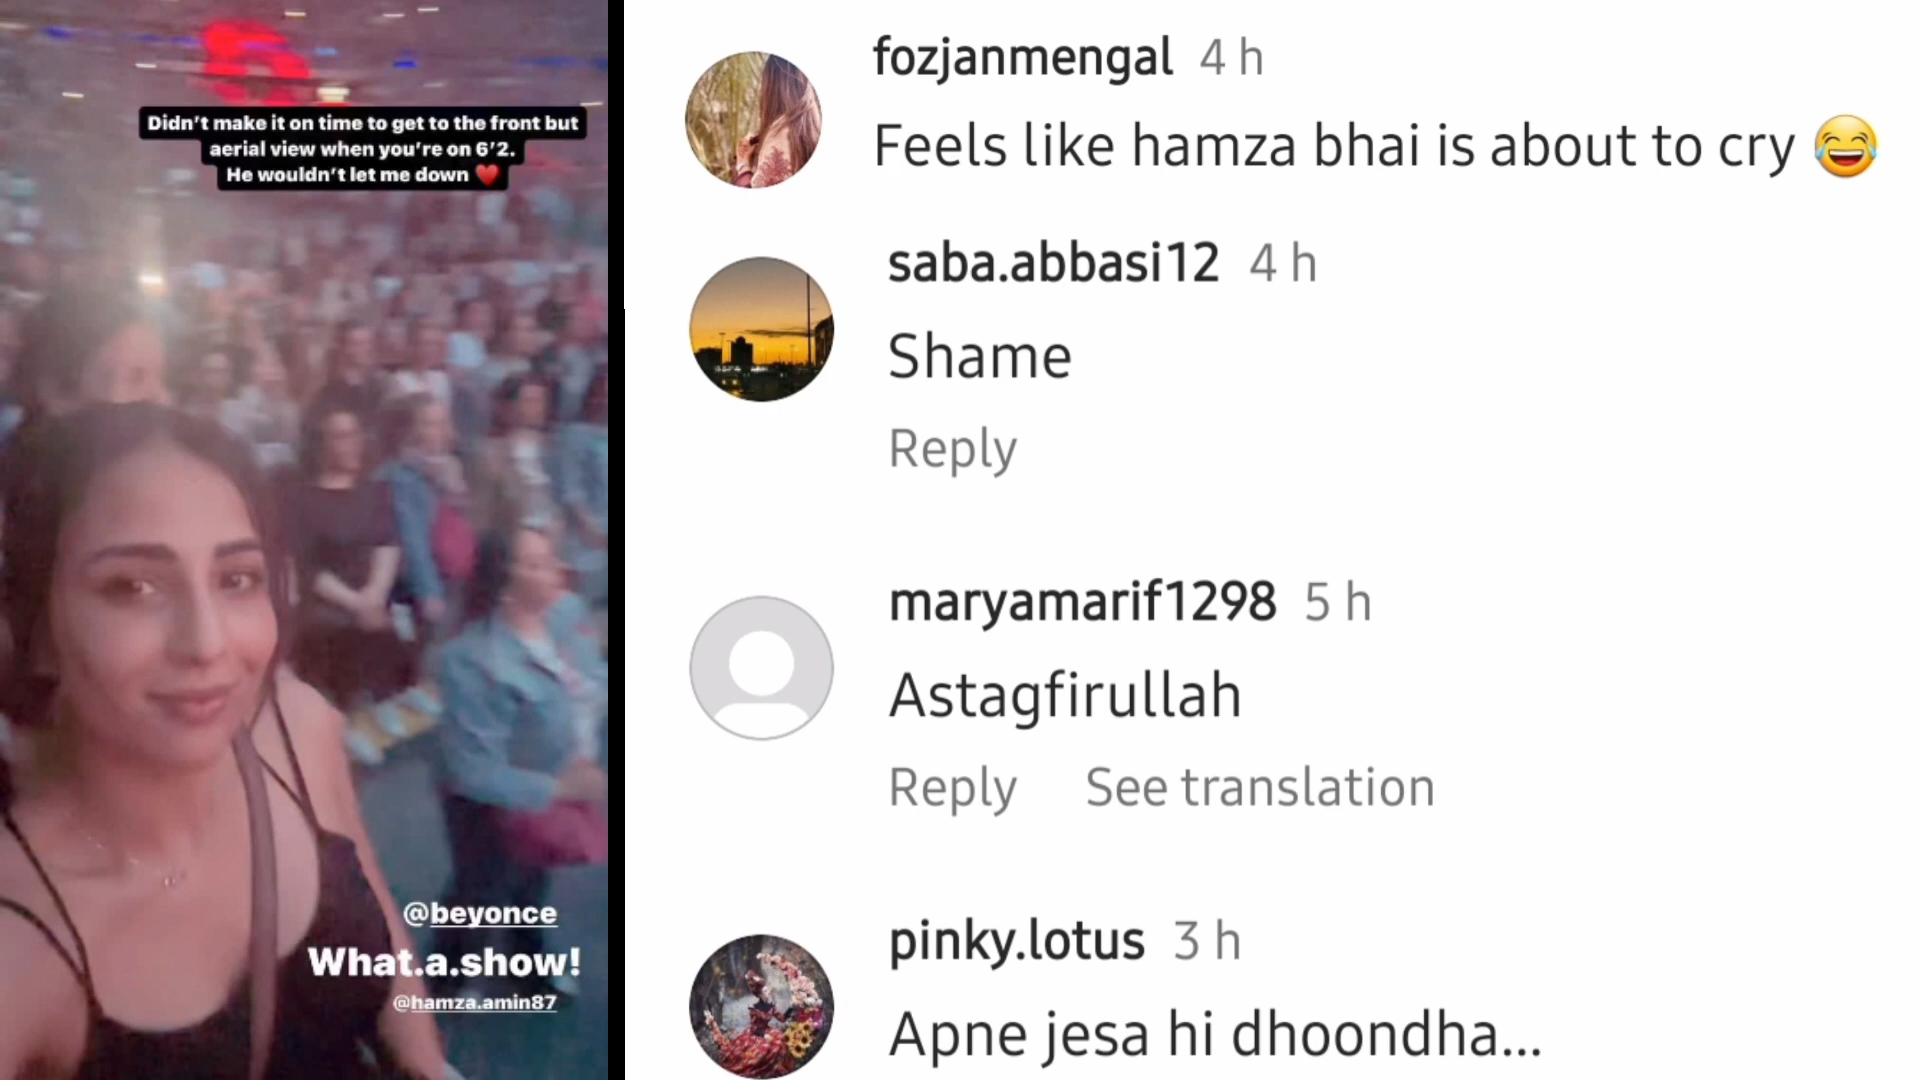 Didn't make it on time to get to the front but
aerial view when you're on 6'2.
He wouldn't let me down ❤️
@beyonce
What.a.show!
@hamza.amin87
fozjanmengal 4 h
Feels like hamza bhai is about to cry 😂
saba.abbasi12 4 h
Shame
Reply
maryamarif1298 5 h
Astagfirullah
Reply See translation
pinky.lotus 3 h
Apne jesa hi dhoondha...